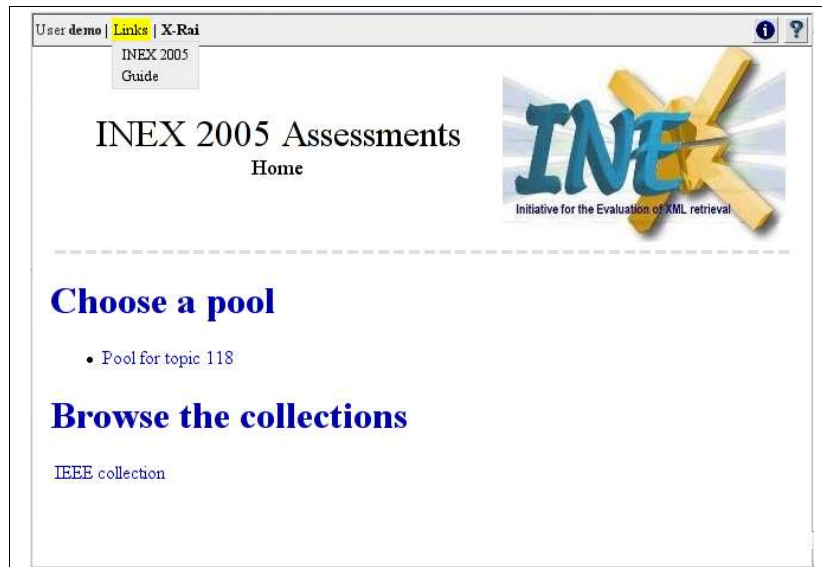 User demo | Links | X-Rai ?
INEX 2005
Guide
INEX 2005 Assessments
Home
INEX
Initiative for the Evaluation of XML retrieval
Choose a pool
• Pool for topic 118
Browse the collections
IEEE collection